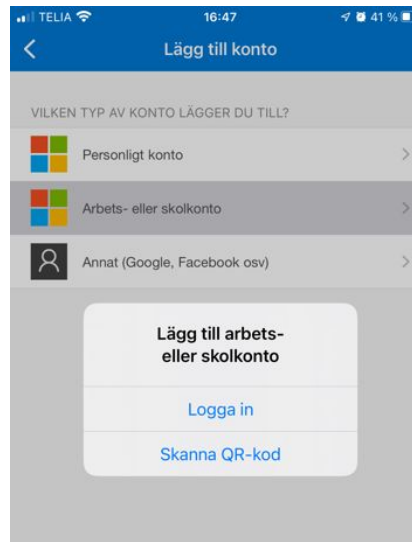 TELIA 16:47 41 %
Lägg till konto
VILKEN TYP AV KONTO LÄGGER DU TILL?
Personligt konto
Arbets- eller skolkonto
Annat (Google, Facebook osv)
Lägg till arbets-
eller skolkonto
Logga in
Skanna QR-kod